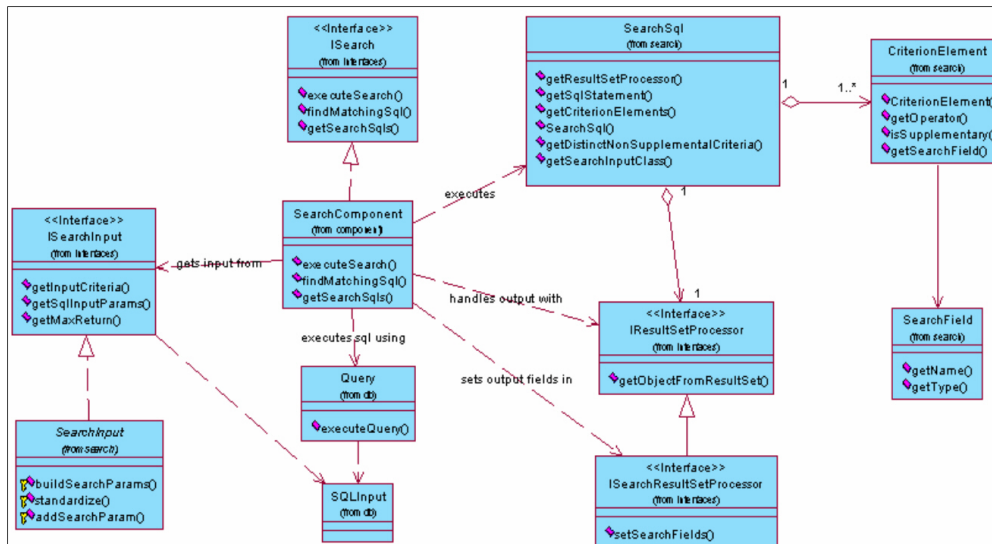 <<Interface>>
ISearch
(from interfaces)
executeSearch()
findMatchingSql()
getSearchSqls()
SearchSql
(from search)
getResultSetProcessor()
getSqlStatement()
getCriterionElements()
SearchSql()
getDistinctNonSupplementalCriteria()
getSearchInputClass()
1
1..*
CriterionElement
(from search)
CriterionElement()
getOperator()
isSupplementary()
getSearchField()
executes
1
<<Interface>>
ISearchInput
(from interfaces)
getInputCriteria()
getSqlInputParams()
getMaxReturn()
gets input from
SearchComponent
(from component)
executeSearch()
findMatchingSql()
getSearchSqls()
handles output with
1
executes sql using
sets output fields in
<<Interface>>
IResultSetProcessor
(from interfaces)
getObjectFromResultSet()
SearchField
(from search)
getName()
getType()
Query
(from db)
executeQuery()
SearchInput
(from search)
buildSearchParams()
standardize()
addSearchParam()
SQLInput
(from db)
<<Interface>>
ISearchResultSetProcessor
(from interfaces)
setSearchFields()